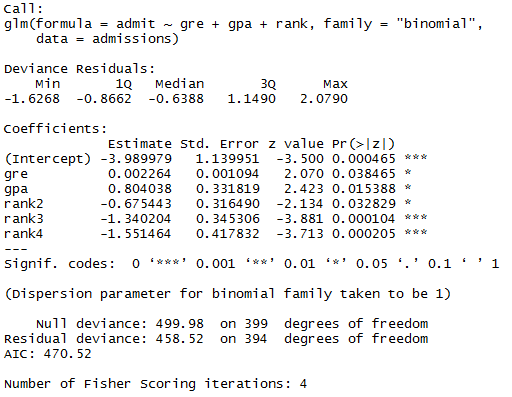 Call:
glm(formula = admit ~ gre + gpa + rank, family = "binomial",
    data = admissions)

Deviance Residuals:
    Min       1Q   Median       3Q      Max
-1.6268  -0.8662  -0.6388   1.1490   2.0790

Coefficients:
             Estimate Std. Error z value Pr(>|z|)
(Intercept) -3.989979   1.139951  -3.500 0.000465 ***
gre          0.002264   0.001094   2.070 0.038465 *
gpa          0.804038   0.331819   2.423 0.015388 *
rank2       -0.675443   0.316490  -2.134 0.032829 *
rank3       -1.340204   0.345306  -3.881 0.000104 ***
rank4       -1.551464   0.417832  -3.713 0.000205 ***
---
Signif. codes:  0 ‘***’ 0.001 ‘**’ 0.01 ‘*’ 0.05 ‘.’ 0.1 ‘ ’ 1

(Dispersion parameter for binomial family taken to be 1)

    Null deviance: 499.98  on 399  degrees of freedom
Residual deviance: 458.52  on 394  degrees of freedom
AIC: 470.52

Number of Fisher Scoring iterations: 4